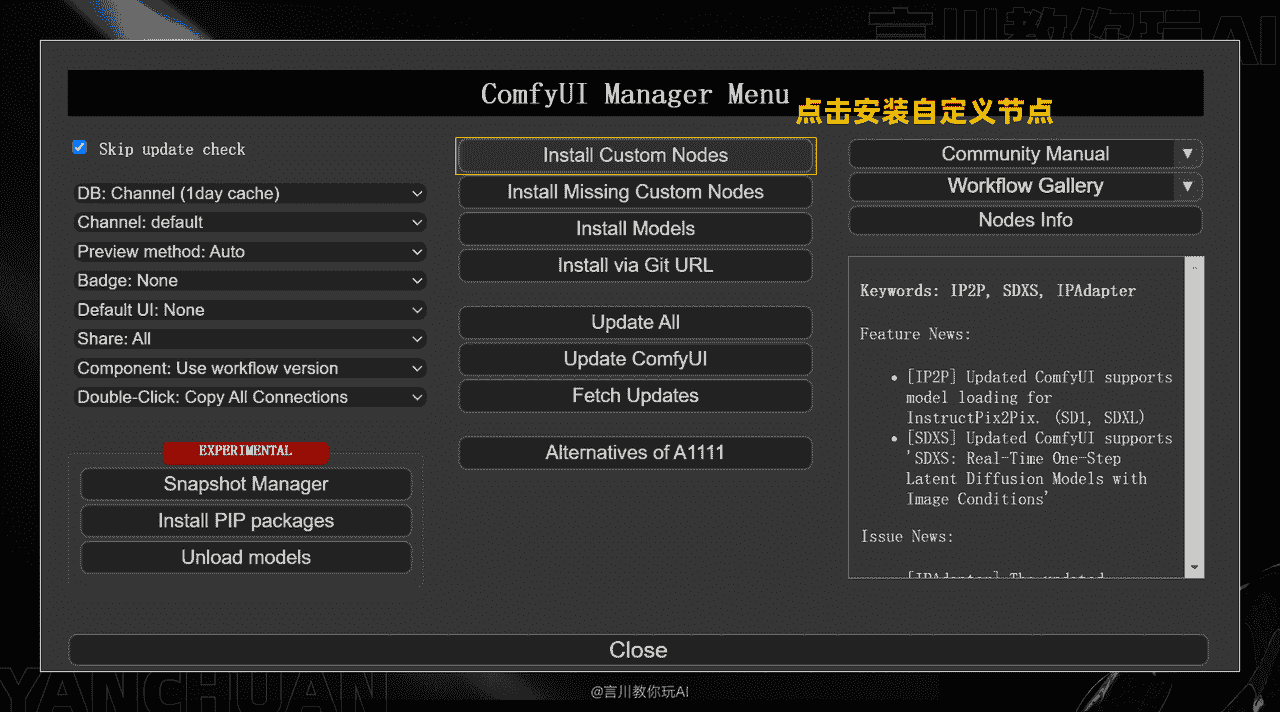 言川教你玩AI
ComfyUI Manager Menu
点击安装自定义节点
Skip update check
DB: Channel (1day cache)
Channel: default
Preview method: Auto
Badge: None
Default UI: None
Share: All
Component: Use workflow version
Double-Click: Copy All Connections
EXPERIMENTAL
Snapshot Manager
Install PIP packages
Unload models
Install Custom Nodes
Install Missing Custom Nodes
Install Models
Install via Git URL
Update All
Update ComfyUI
Fetch Updates
Alternatives of A1111
Community Manual ▼
Workflow Gallery ▼
Nodes Info
Keywords: IP2P, SDXS, IPAdapter
Feature News:
• [IP2P] Updated ComfyUI supports
model loading for
InstructPix2Pix. (SD1, SDXL)
• [SDXS] Updated ComfyUI supports
'SDXS: Real-Time One-Step
Latent Diffusion Models with
Image Conditions'
Issue News:
[IPAdapter] The updated
Close
YANCHUAN
@言川教你玩AI